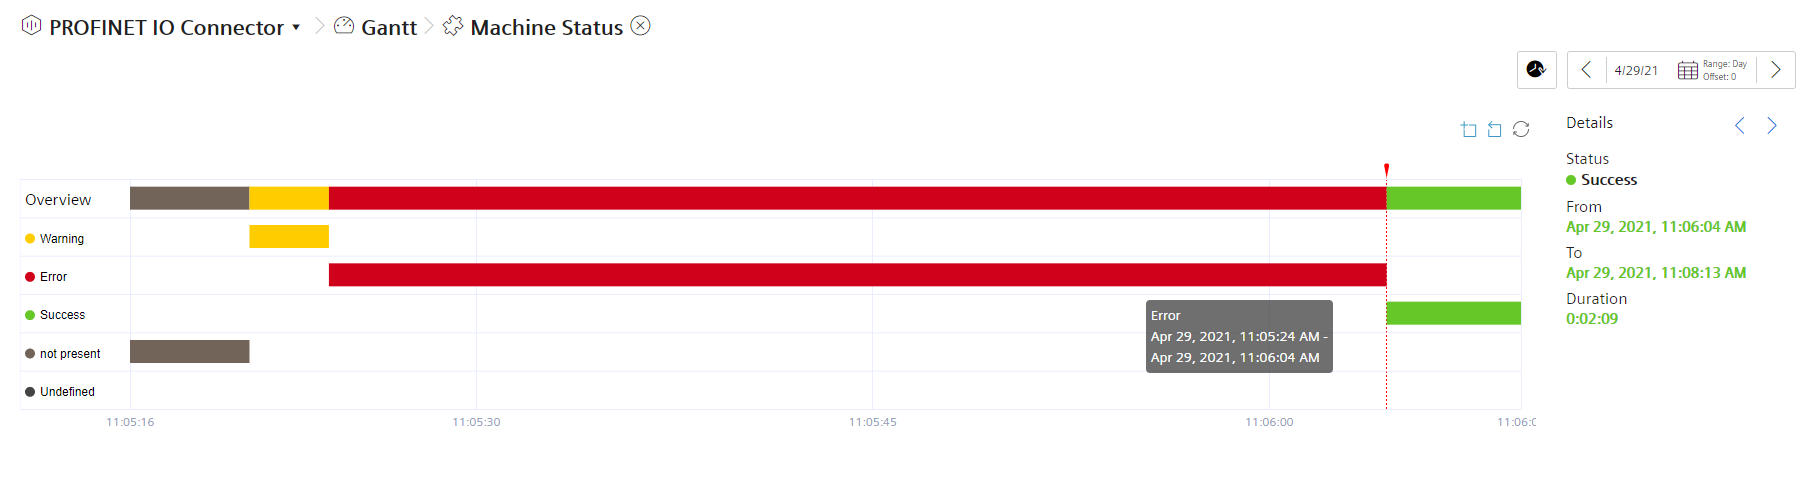 PROFINET IO Connector Gantt Machine Status
4/29/21
Range: Day
Offset: 0
Details
Status
Success
From
Apr 29, 2021, 11:06:04 AM
To
Apr 29, 2021, 11:08:13 AM
Duration
0:02:09
Overview
Warning
Error
Success
not present
Undefined
Error
Apr 29, 2021, 11:05:24 AM -
Apr 29, 2021, 11:06:04 AM
11:05:16 11:05:30 11:05:45 11:06:00